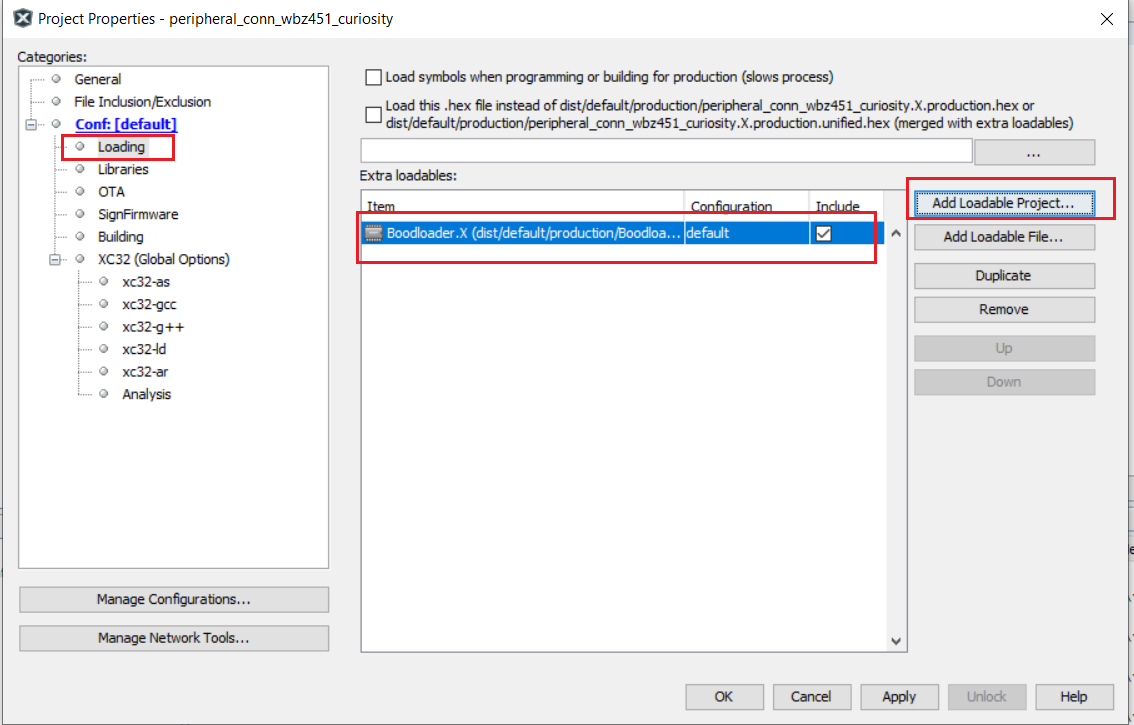 Project Properties - peripheral_conn_wbz451_curiosity
Categories:
General
File Inclusion/Exclusion
Conf: [default]
Loading
Libraries
OTA
SignFirmware
Building
XC32 (Global Options)
xc32-as
xc32-gcc
xc32-g++
xc32-ld
xc32-ar
Analysis
Manage Configurations...
Manage Network Tools...
Load symbols when programming or building for production (slows process)
Load this .hex file instead of dist/default/production/peripheral_conn_wbz451_curiosity.X.production.hex or
dist/default/production/peripheral_conn_wbz451_curiosity.X.production.unified.hex (merged with extra loadables)
...
Extra loadables:
Item Configuration Include
Boodloader.X (dist/default/production/Boodloa... default
Add Loadable Project...
Add Loadable File...
Duplicate
Remove
Up
Down
OK Cancel Apply Unlock Help